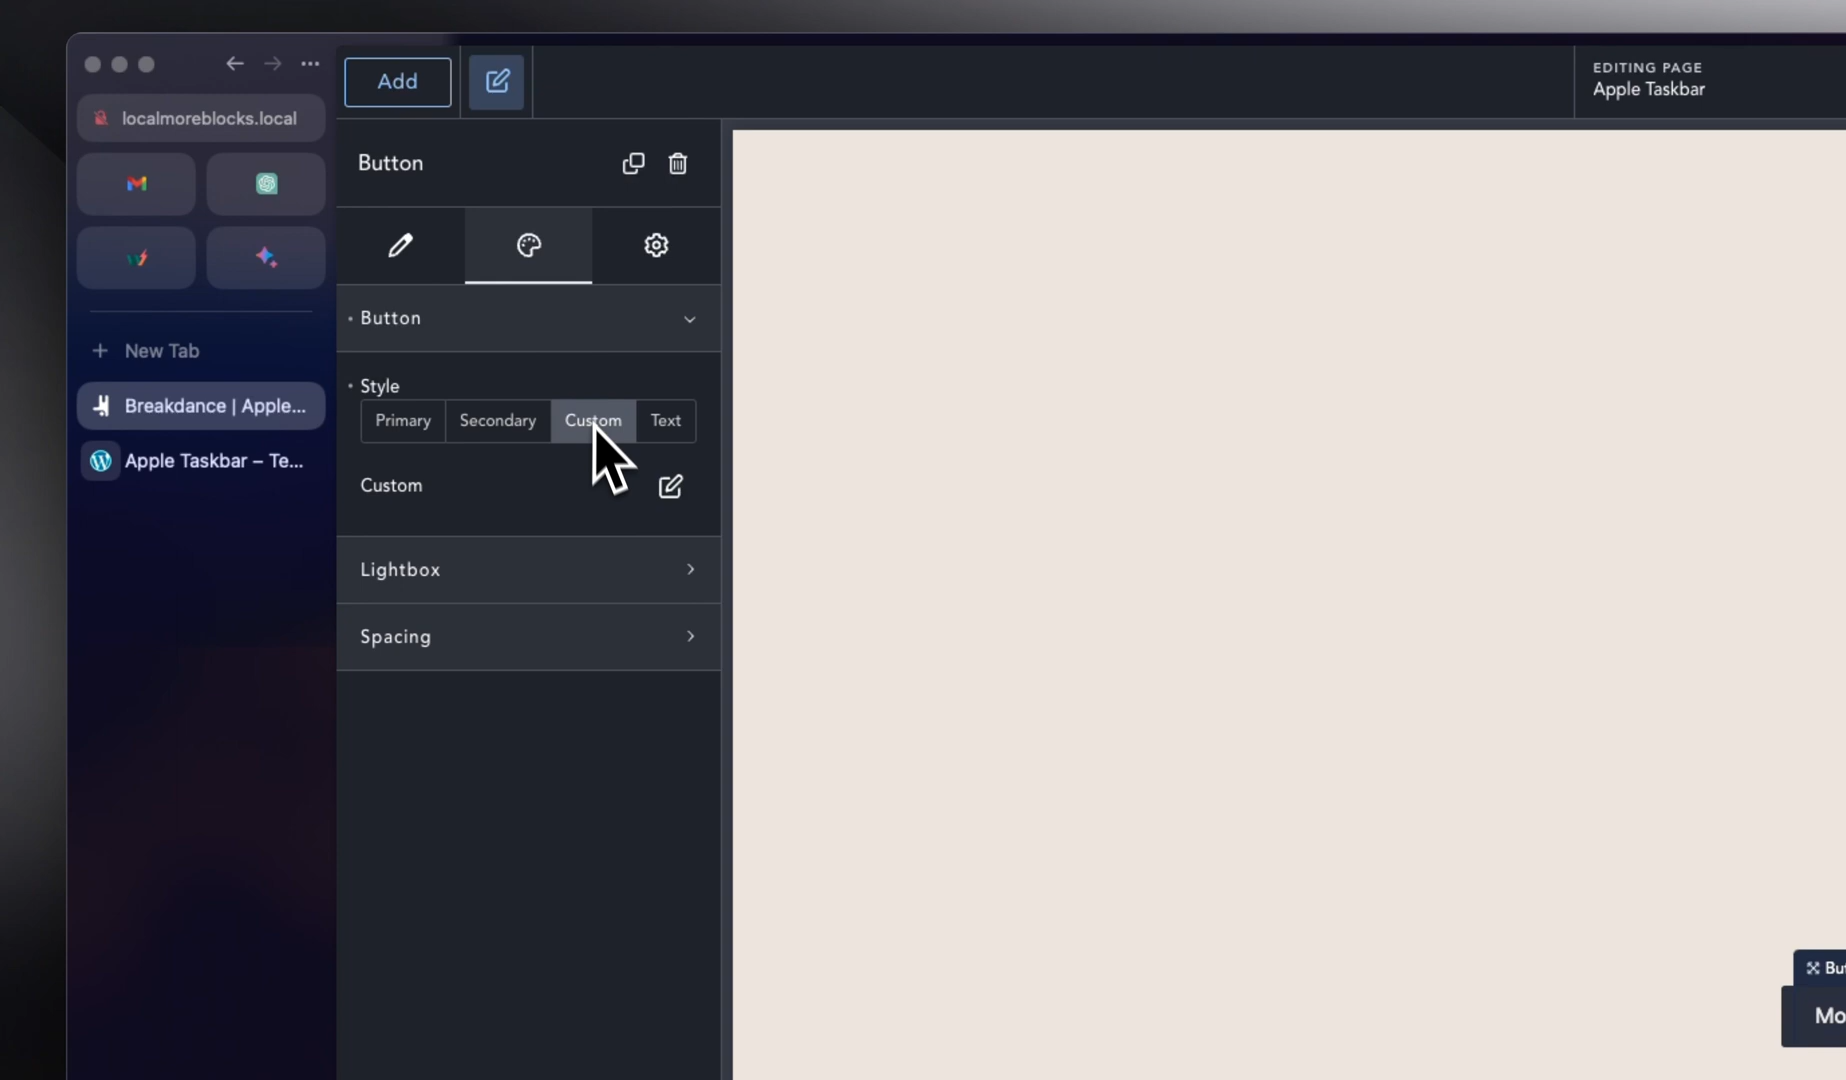 localmoreblocks.local
New Tab
Breakdance | Apple...
Apple Taskbar – Te...
Add
EDITING PAGE
Apple Taskbar
Button
Button
Style
Primary
Secondary
Custom
Text
Custom
Lightbox
Spacing
But
Mo